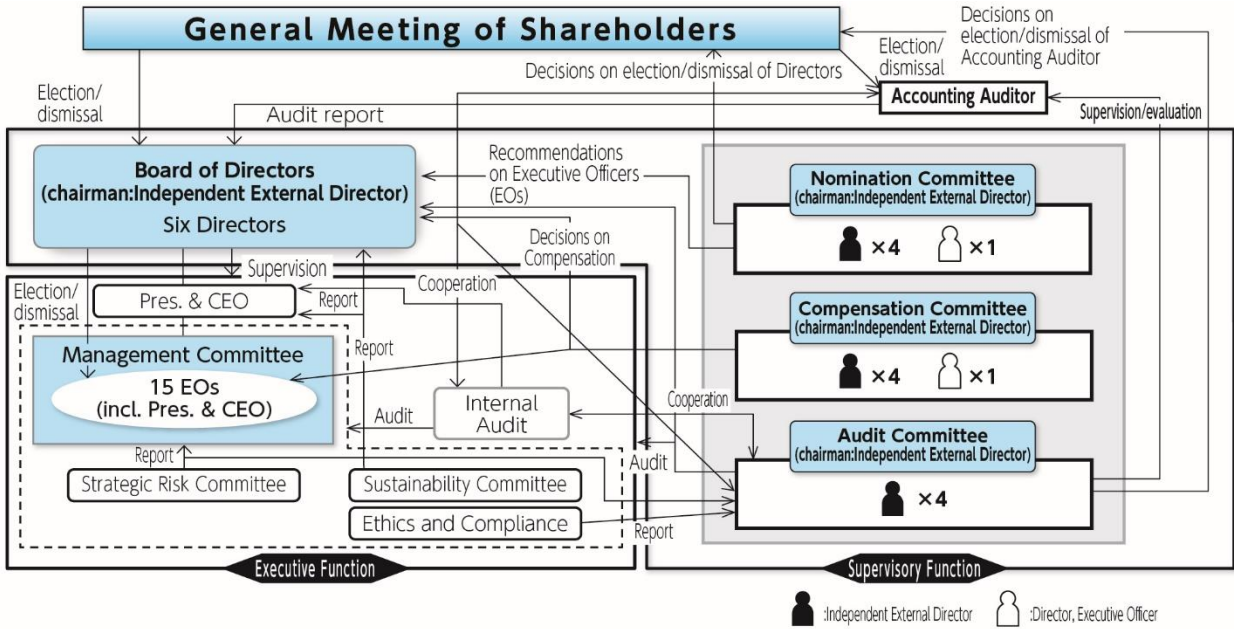 General Meeting of Shareholders
Decisions on
election/dismissal of
Accounting Auditor
Election/
dismissal
Decisions on election/dismissal of Directors
Election/
dismissal
Accounting Auditor
Audit report
Supervision/evaluation
Board of Directors
(chairman:Independent External Director)
Six Directors
Recommendations
on Executive Officers
(EOs)
Nomination Committee
(chairman:Independent External Director)
×4
×1
Decisions on
Compensation
Supervision
Cooperation
Election/
dismissal
Pres. & CEO
Report
Compensation Committee
(chairman:Independent External Director)
×4
×1
Management Committee
15 EOs
(incl. Pres. & CEO)
Report
Internal
Audit
Audit
Cooperation
Audit Committee
(chairman:Independent External Director)
×4
Report
Audit
Strategic Risk Committee
Sustainability Committee
Ethics and Compliance
Report
Executive Function
Supervisory Function
:Independent External Director
:Director, Executive Officer